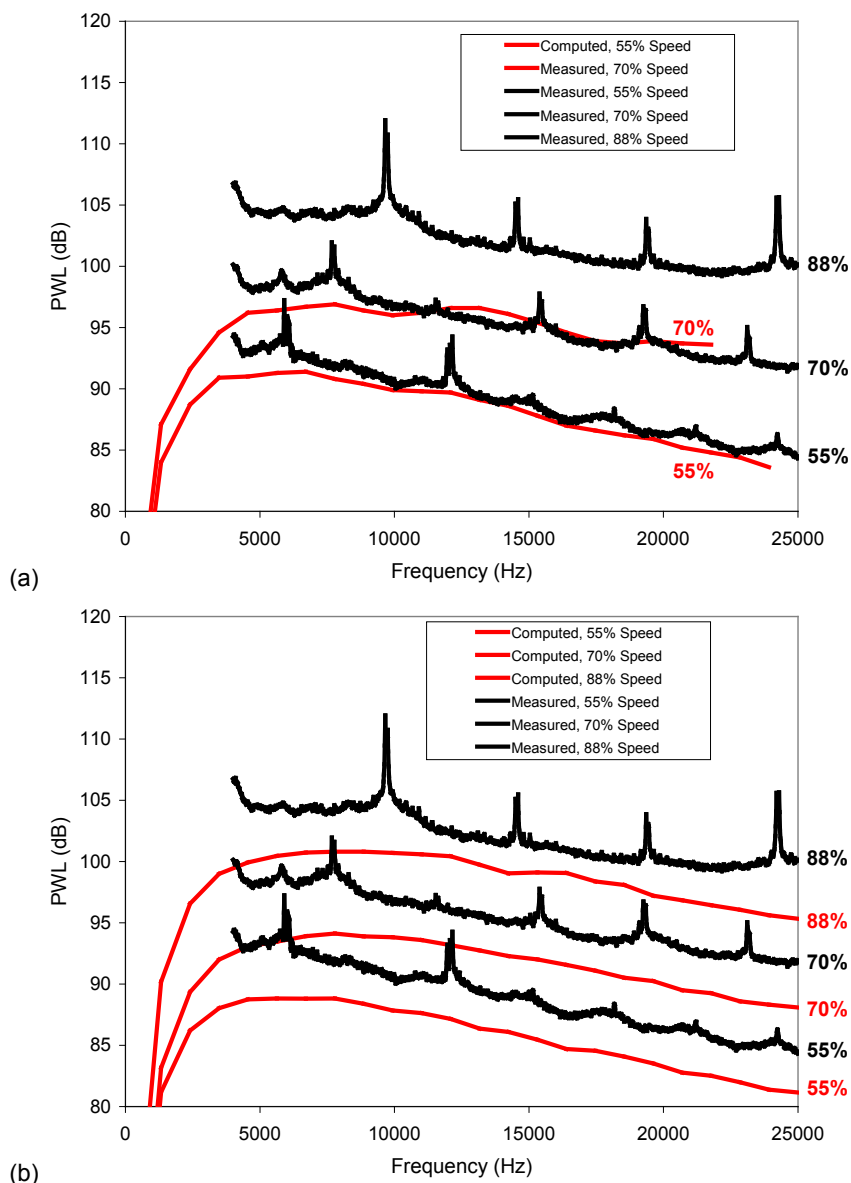 120
115
110
105
100
95
90
85
80
PWL (dB)
Computed, 55% Speed
Measured, 70% Speed
Measured, 55% Speed
Measured, 70% Speed
Measured, 88% Speed
88%
70%
70%
55%
55%
0
5000
10000
15000
20000
25000
Frequency (Hz)
(a)
120
115
110
105
100
95
90
85
80
PWL (dB)
Computed, 55% Speed
Computed, 70% Speed
Computed, 88% Speed
Measured, 55% Speed
Measured, 70% Speed
Measured, 88% Speed
88%
88%
70%
70%
55%
55%
0
5000
10000
15000
20000
25000
Frequency (Hz)
(b)